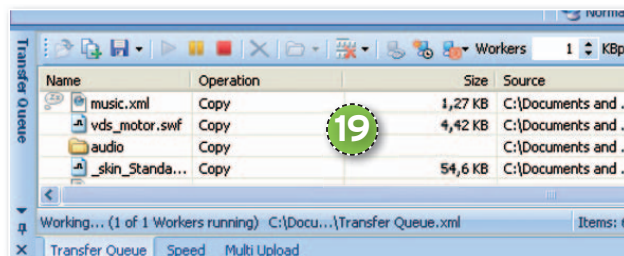 Norma
Transfer Queue
Workers 1 KBp
Name Operation Size Source
music.xml Copy 1,27 KB C:\Documents and .
vds_motor.swf Copy 4,42 KB C:\Documents and .
19
audio Copy C:\Documents and .
_skin_Standa... Copy 54,6 KB C:\Documents and .
Working... (1 of 1 Workers running) C:\Docu...\Transfer Queue.xml Items: 6
Transfer Queue Speed Multi Upload